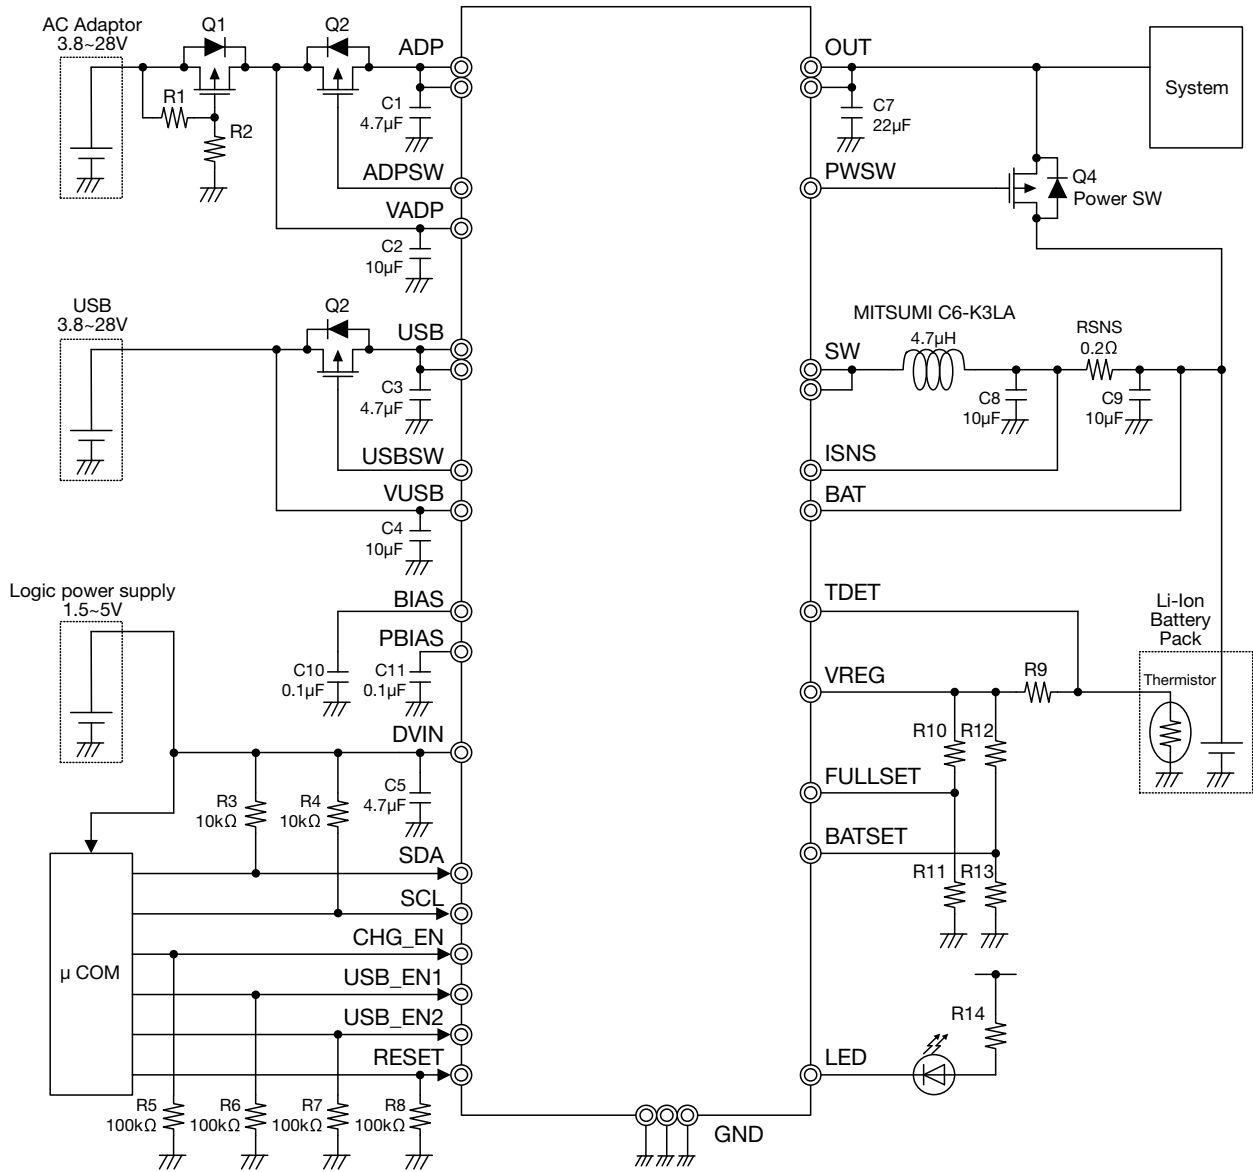 AC Adaptor
3.8~28V
Q1
Q2
ADP
R1
R2
C1
4.7µF
ADPSW
VADP
C2
10µF
USB
3.8~28V
Q2
USB
C3
4.7µF
USBSW
VUSB
C4
10µF
Logic power supply
1.5~5V
BIAS
PBIAS
C10
0.1µF
C11
0.1µF
DVIN
R3
10kΩ
R4
10kΩ
C5
4.7µF
SDA
SCL
CHG_EN
µ COM
USB_EN1
USB_EN2
RESET
R5
100kΩ
R6
100kΩ
R7
100kΩ
R8
100kΩ
GND
OUT
C7
22µF
System
PWSW
Q4
Power SW
MITSUMI C6-K3LA
4.7µH
RSNS
0.2Ω
SW
C8
10µF
C9
10µF
ISNS
BAT
TDET
Li-Ion
Battery
Pack
VREG
R9
Thermistor
R10
R12
FULLSET
BATSET
R11
R13
R14
LED